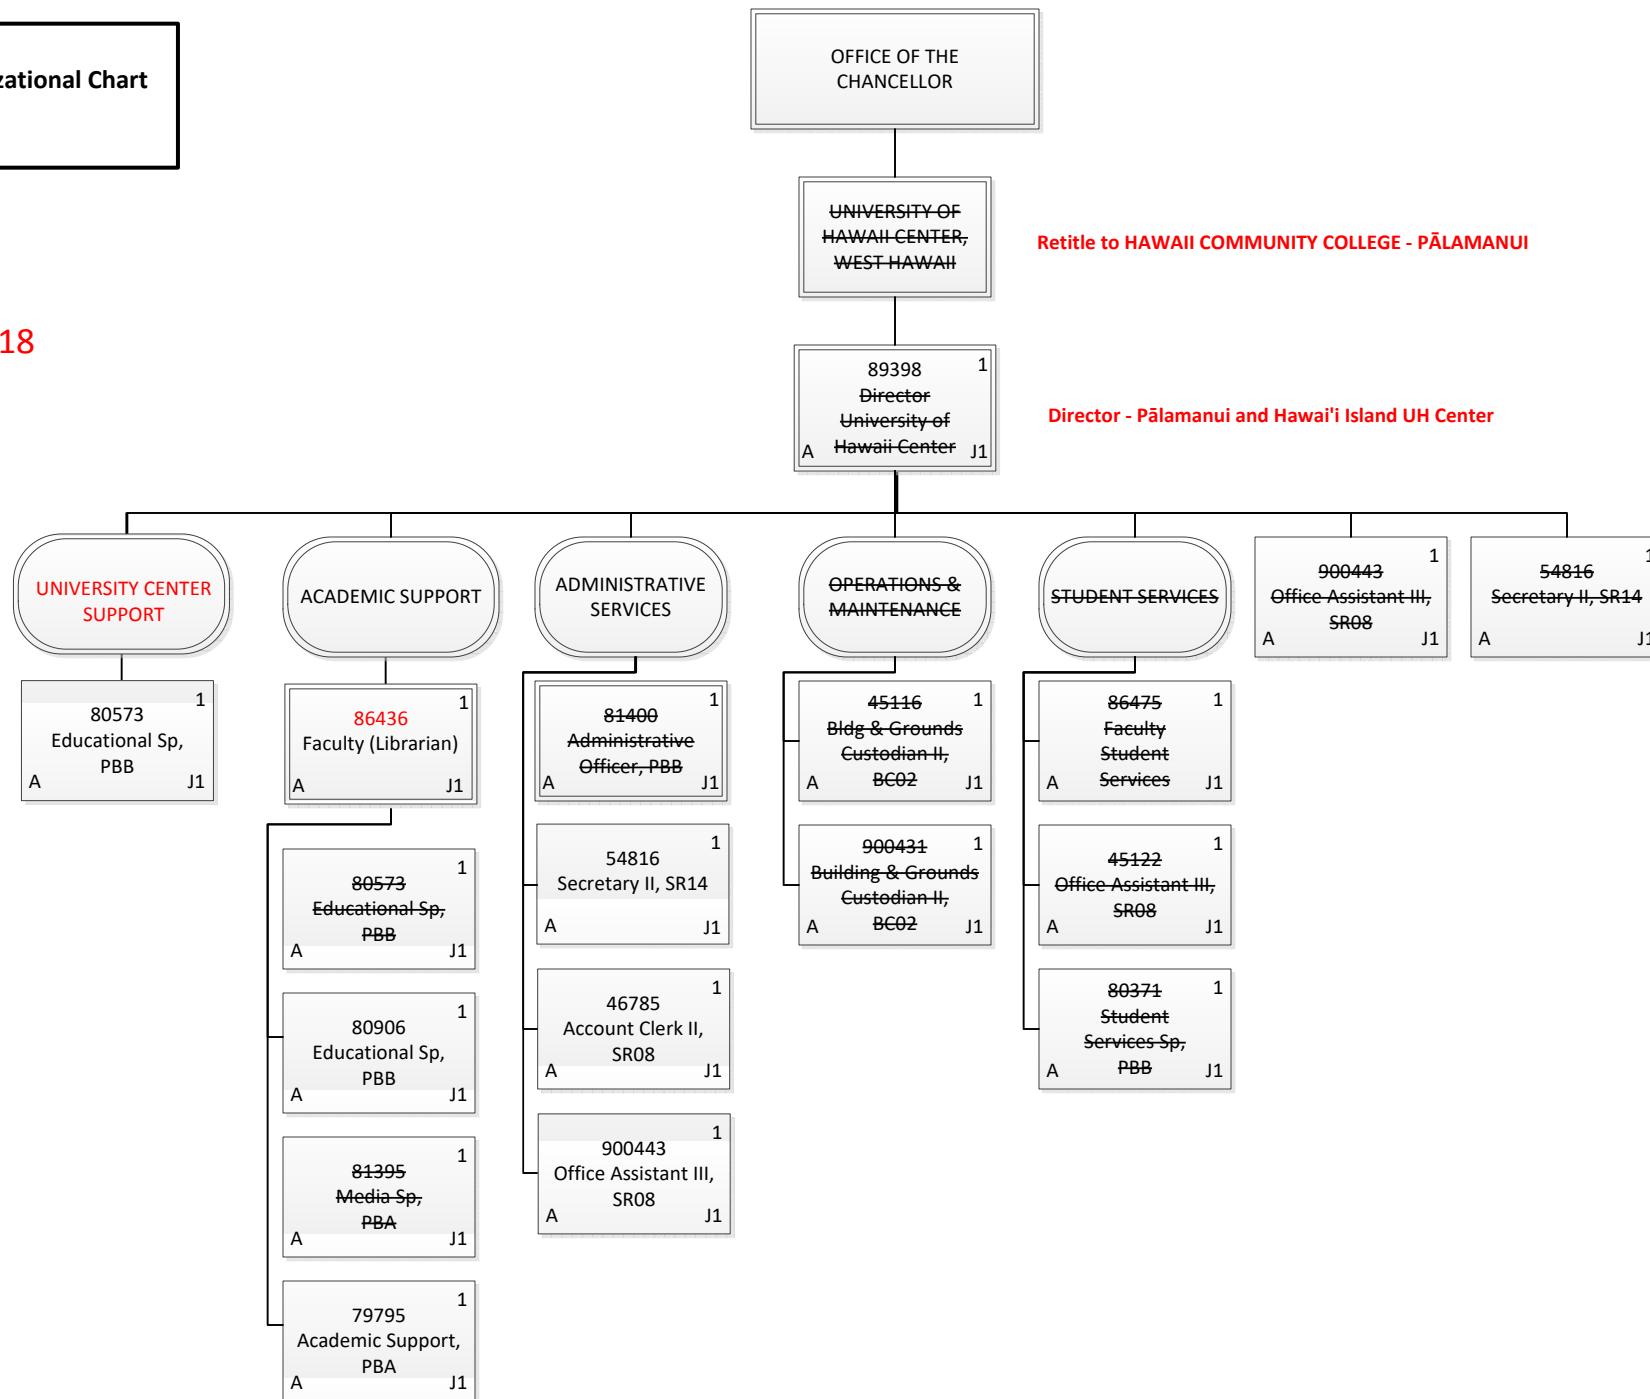 zational Chart
18
OFFICE OF THE
CHANCELLOR
UNIVERSITY OF
HAWAII CENTER,
WEST HAWAII
Retitle to HAWAII COMMUNITY COLLEGE - PĀLAMANUI
89398
1
Director
University of
Hawaii Center
A
J1
Director - Pālamanui and Hawai'i Island UH Center
UNIVERSITY CENTER
SUPPORT
80573
1
Educational Sp,
PBB
A
J1
ACADEMIC SUPPORT
86436
1
Faculty (Librarian)
A
J1
80573
1
Educational Sp,
PBB
A
J1
80906
1
Educational Sp,
PBB
A
J1
81395
1
Media Sp,
PBA
A
J1
79795
1
Academic Support,
PBA
A
J1
ADMINISTRATIVE
SERVICES
81400
1
Administrative
Officer, PBB
A
J1
54816
1
Secretary II, SR14
A
J1
46785
1
Account Clerk II,
SR08
A
J1
900443
1
Office Assistant III,
SR08
A
J1
OPERATIONS &
MAINTENANCE
45116
1
Bldg & Grounds
Custodian II,
BC02
A
J1
900431
1
Building & Grounds
Custodian II,
BC02
A
J1
STUDENT SERVICES
86475
1
Faculty
Student
Services
A
J1
45122
1
Office Assistant III,
SR08
A
J1
80371
1
Student
Services Sp,
PBB
A
J1
900443
1
Office Assistant III,
SR08
A
J1
54816
1
Secretary II, SR14
A
J1